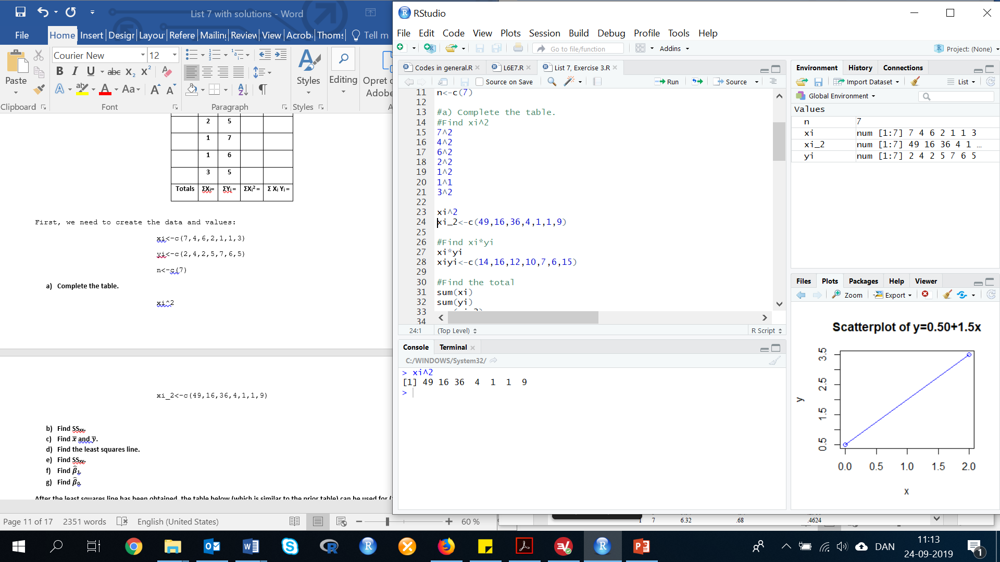 List 7 with solutions - Word
File Home Insert Desigr Layou Refere Mailing Review View Acroba Thoms Tell m
Paste
Courier New 12
B I U abc X2 X2
A ab A Aa A A
Styles
Editing
Opret o
Adobe
Clipboard Font Paragraph Styles A
2 5
1 7
1 6
3 5
Totals ΣXi= ΣYi= ΣXi²= Σ Xi Yi=
First, we need to create the data and values:
xi<-c(7,4,6,2,1,1,3)
yi<-c(2,4,2,5,7,6,5)
n<-c(7)
a) Complete the table.
xi^2
xi_2<-c(49,16,36,4,1,1,9)
b) Find SSxx.
c) Find x̅ and y̅.
d) Find the least squares line.
e) Find SSxy.
f) Find β̂1.
g) Find β̂0.
After the least squares line has been obtained, the table below (which is similar to the prior table) can be used for (
Page 11 of 17 2351 words English (United States) 60 %
RStudio
File Edit Code View Plots Session Build Debug Profile Tools Help
Go to file/function Addins Project: (None)
Codes in general.R L6E7.R List 7, Exercise 3.R
Source on Save Run Source
11 n<-c(7)
12
13 #a) Complete the table.
14 #Find xi^2
15 7^2
16 4^2
17 6^2
18 2^2
19 1^2
20 1^1
21 3^2
22
23 xi^2
24 xi_2<-c(49,16,36,4,1,1,9)
25
26 #Find xi*yi
27 xi*yi
28 xiyi<-c(14,16,12,10,7,6,15)
29
30 #Find the total
31 sum(xi)
32 sum(yi)
33
34
24:1 (Top Level) R Script
Console Terminal
C:/WINDOWS/System32/
> xi^2
[1] 49 16 36 4 1 1 9
>
Environment History Connections
Import Dataset List
Global Environment
Values
n 7
xi num [1:7] 7 4 6 2 1 1 3
xi_2 num [1:7] 49 16 36 4 1 ...
yi num [1:7] 2 4 2 5 7 6 5
Files Plots Packages Help Viewer
Zoom Export
Scatterplot of y=0.50+1.5x
3.5
2.5
1.5
0.5
y
0.0 0.5 1.0 1.5 2.0
x
1 7 6.32 .68 .4624
DAN
11:13
24-09-2019
1